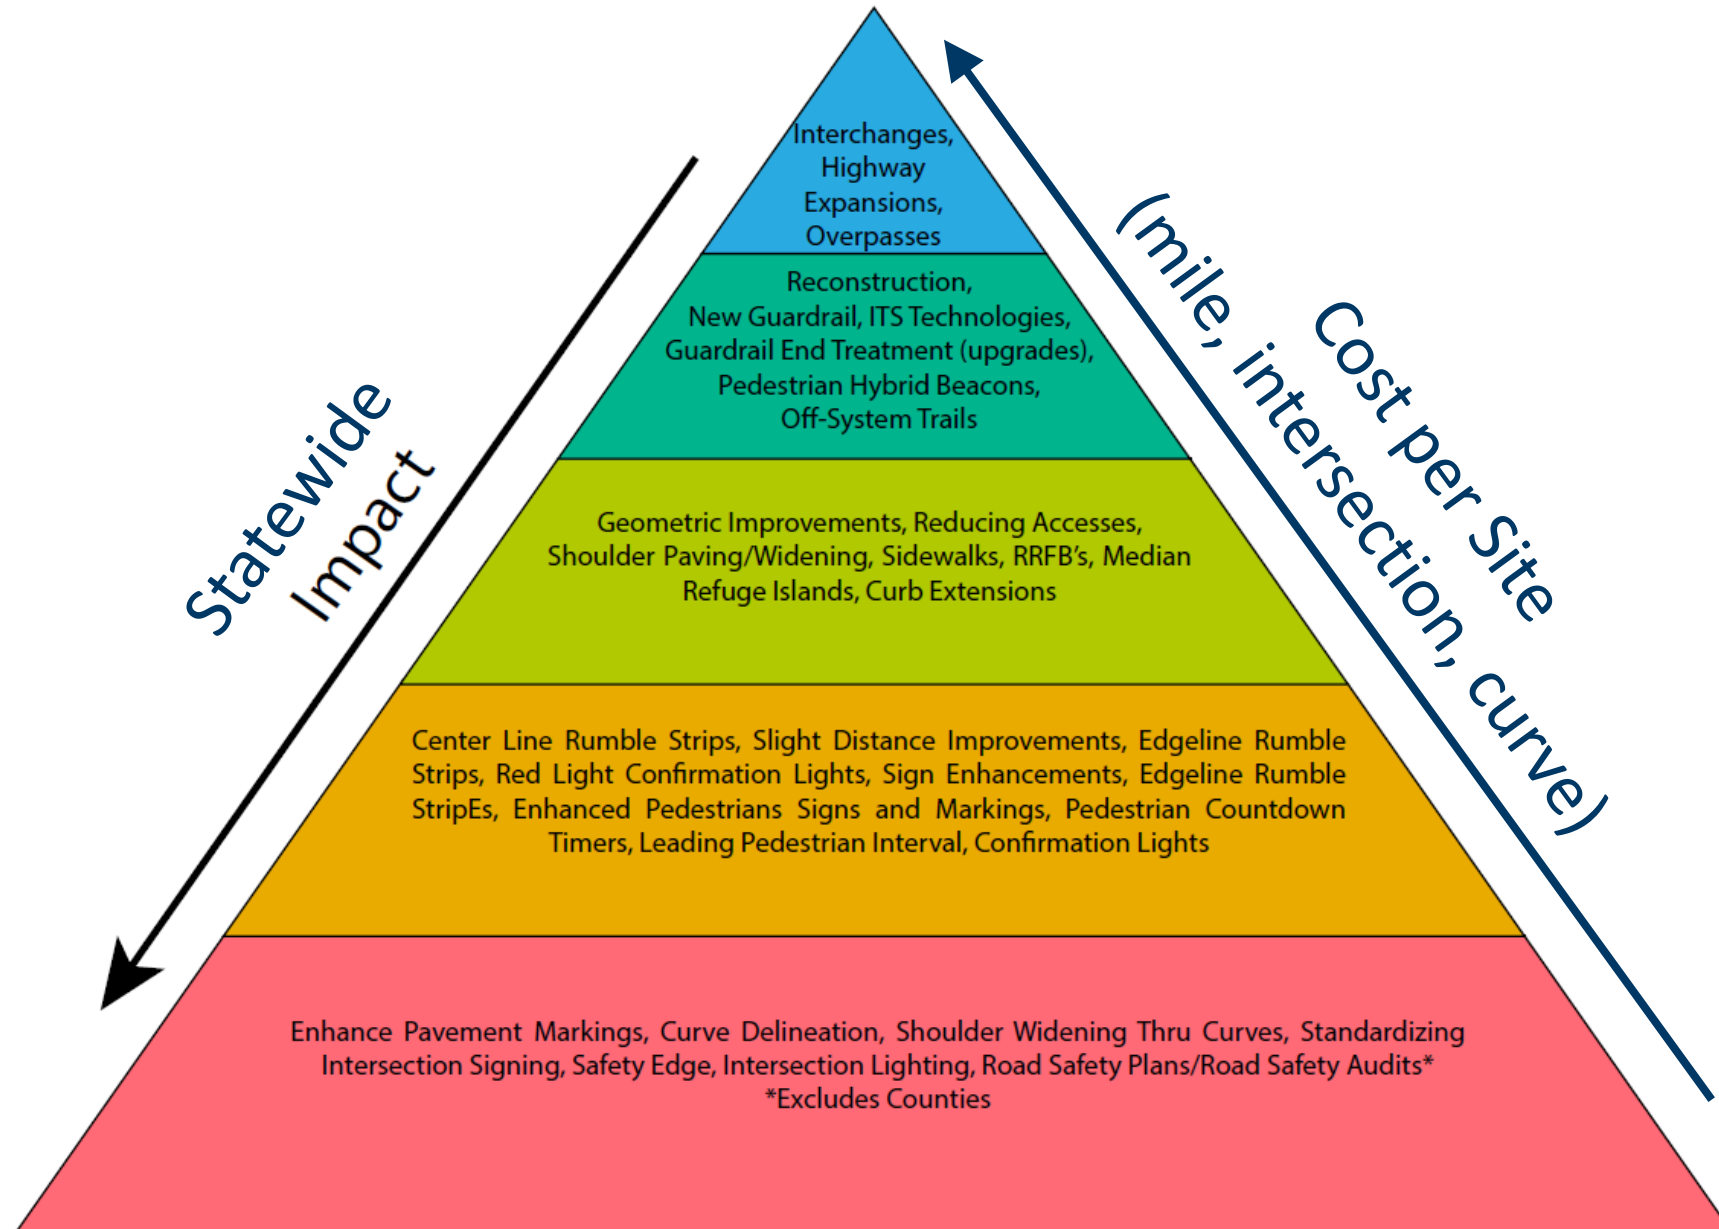 Interchanges,
Highway
Expansions,
Overpasses
Reconstruction,
New Guardrail, ITS Technologies,
Guardrail End Treatment (upgrades),
Pedestrian Hybrid Beacons,
Off-System Trails
Geometric Improvements, Reducing Accesses,
Shoulder Paving/Widening, Sidewalks, RRFB's, Median
Refuge Islands, Curb Extensions
Center Line Rumble Strips, Slight Distance Improvements, Edgeline Rumble
Strips, Red Light Confirmation Lights, Sign Enhancements, Edgeline Rumble
StripEs, Enhanced Pedestrians Signs and Markings, Pedestrian Countdown
Timers, Leading Pedestrian Interval, Confirmation Lights
Enhance Pavement Markings, Curve Delineation, Shoulder Widening Thru Curves, Standardizing
Intersection Signing, Safety Edge, Intersection Lighting, Road Safety Plans/Road Safety Audits*
*Excludes Counties
Statewide
Impact
Cost per Site
(mile, intersection, curve)